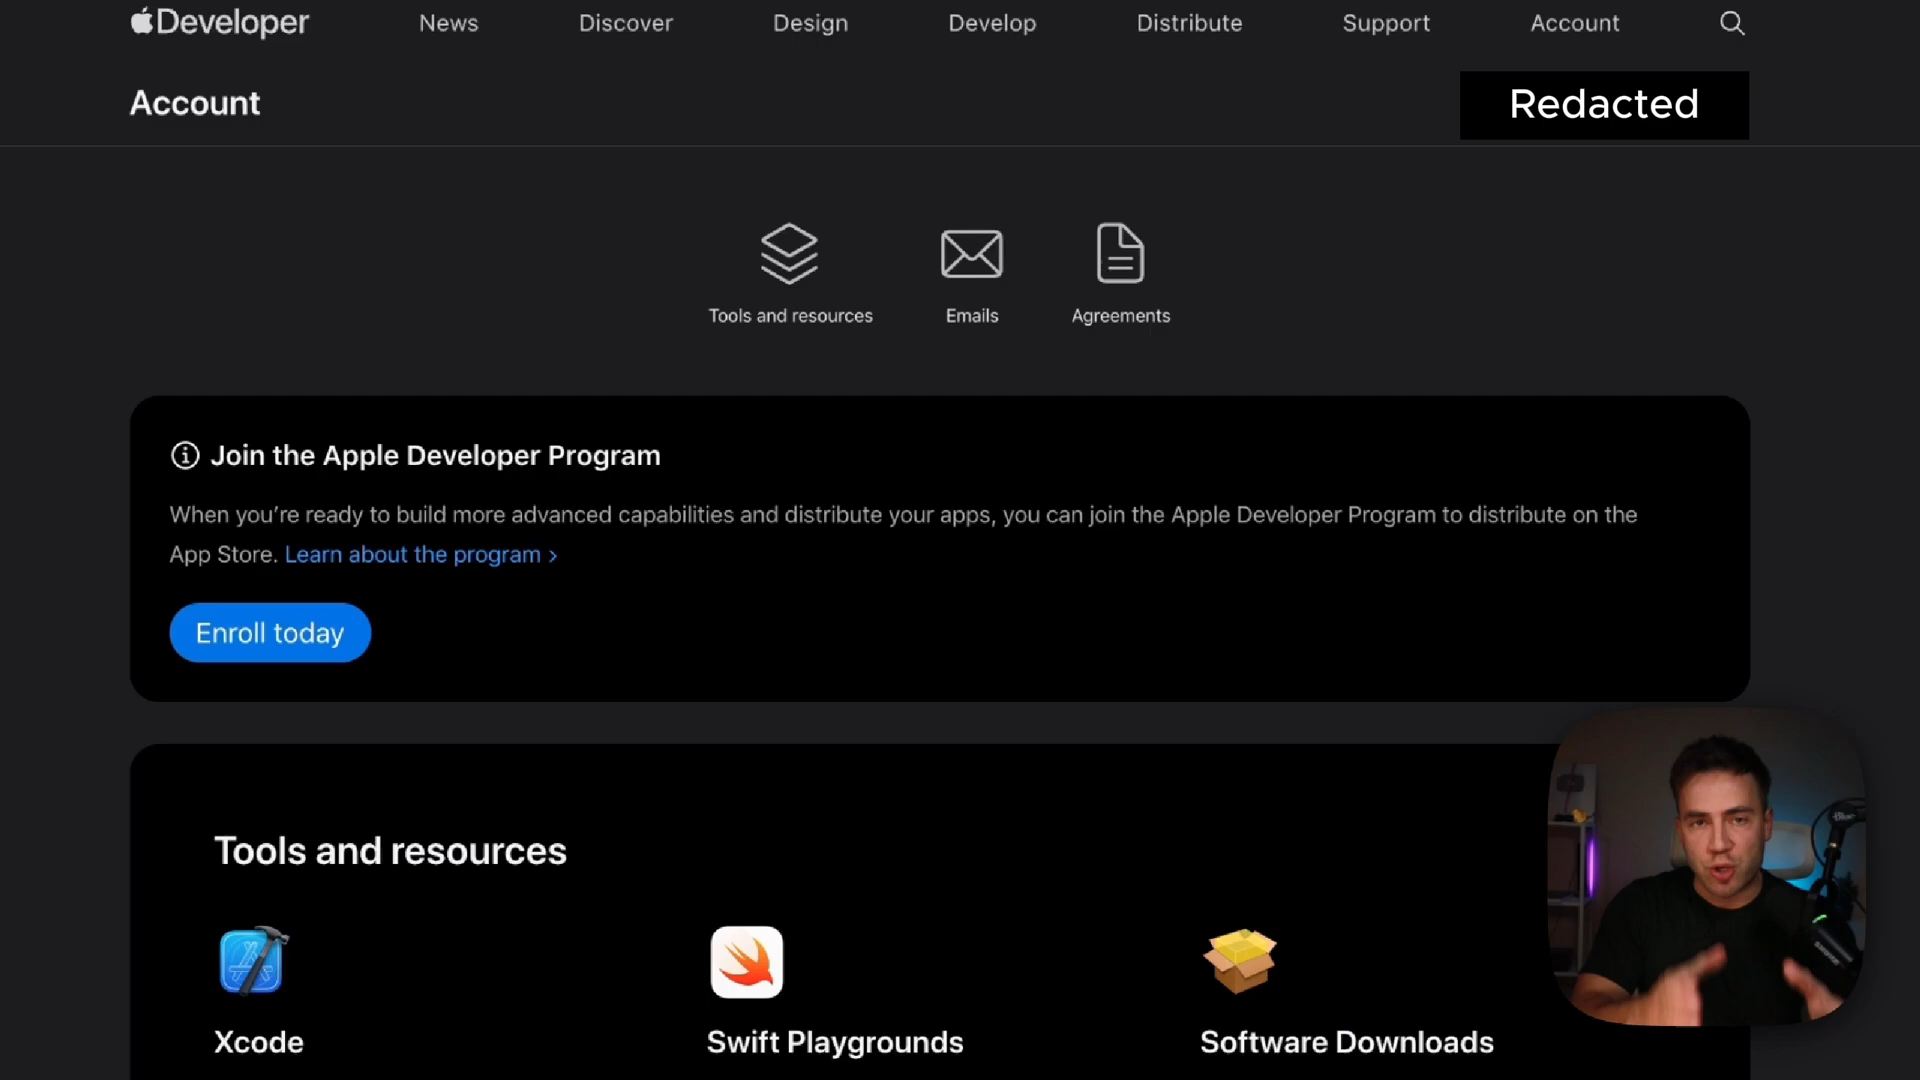 Developer
News
Discover
Design
Develop
Distribute
Support
Account
Account
Redacted
Tools and resources
Emails
Agreements
Join the Apple Developer Program
When you’re ready to build more advanced capabilities and distribute your apps, you can join the Apple Developer Program to distribute on the
App Store. Learn about the program ›
Enroll today
Tools and resources
Xcode
Swift Playgrounds
Software Downloads